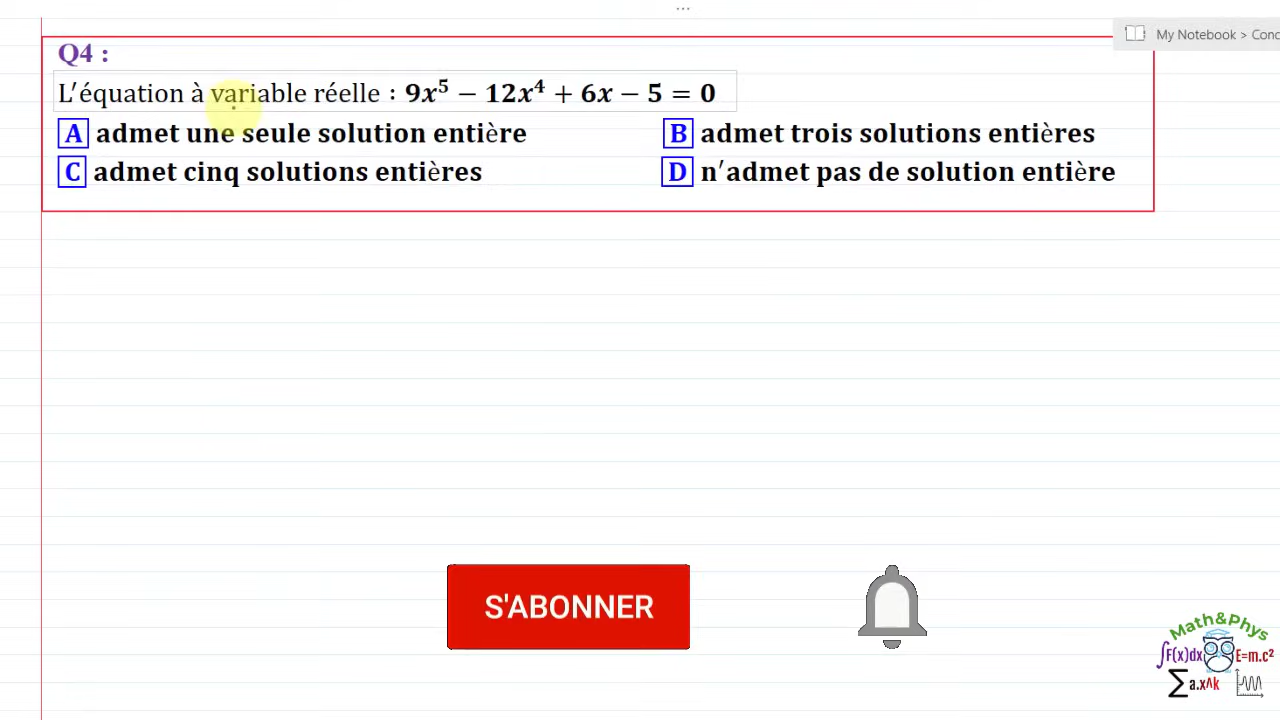 ...
My Notebook > Conc
Q4 :
L'équation à variable réelle : 9x⁵ − 12x⁴ + 6x − 5 = 0
A admet une seule solution entière
B admet trois solutions entières
C admet cinq solutions entières
D n'admet pas de solution entière
S'ABONNER
Math&Phys
∫F(x)dx E=m.c²
∑a.x^k